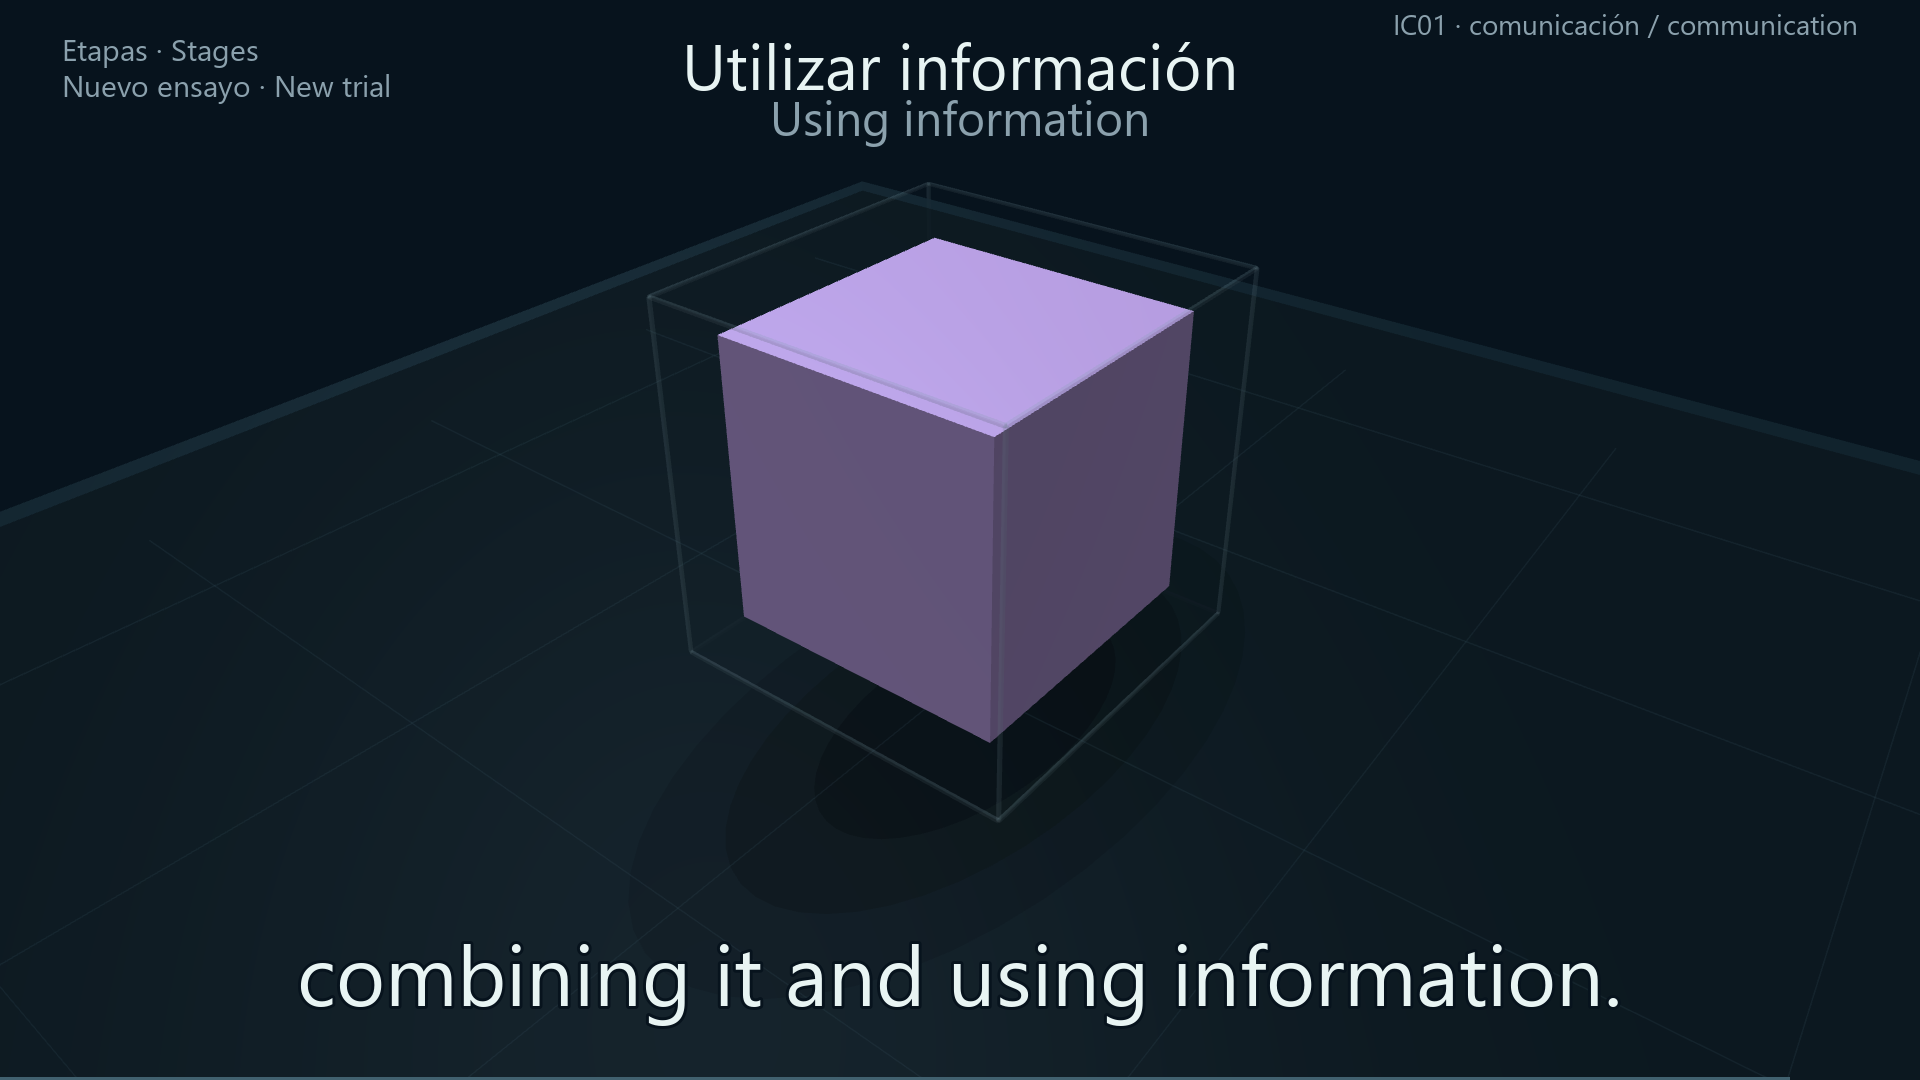 Etapas · Stages
Nuevo ensayo · New trial
Utilizar información
Using information
IC01 · comunicación / communication
combining it and using information.